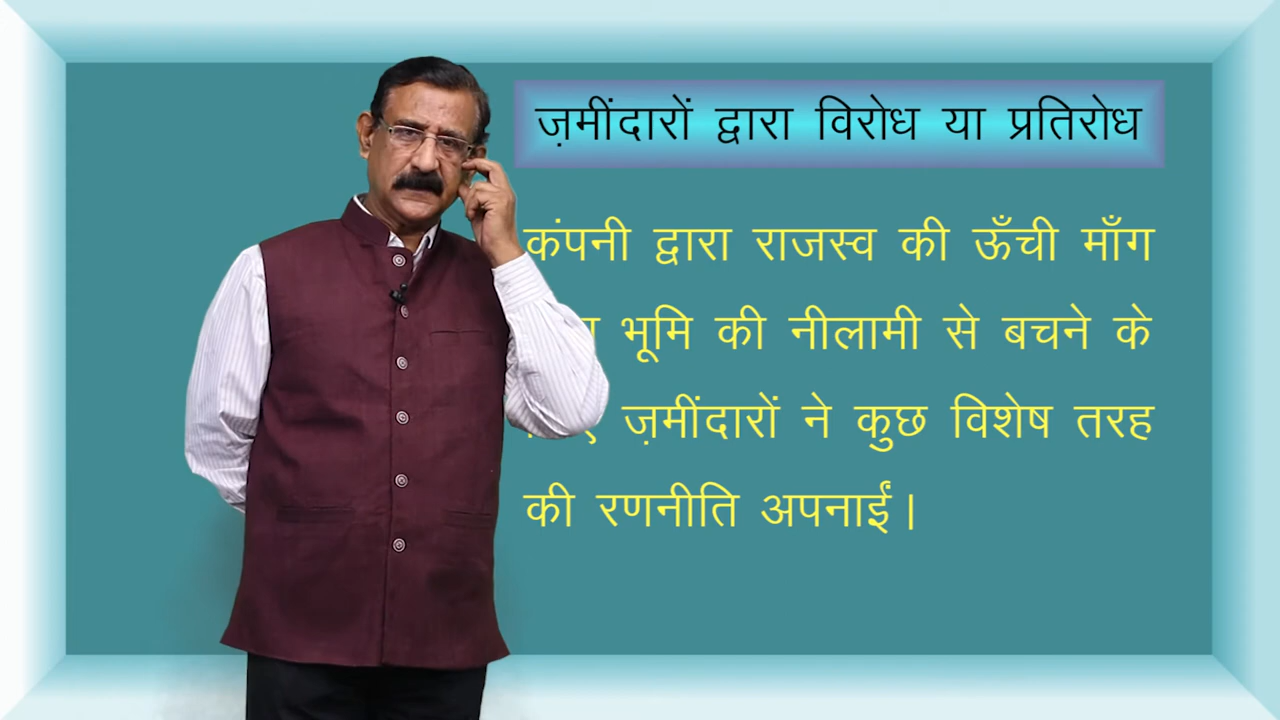 ज़मींदारों द्वारा विरोध या प्रतिरोध
कंपनी द्वारा राजस्व की ऊँची माँग
भूमि की नीलामी से बचने के
ज़मींदारों ने कुछ विशेष तरह
की रणनीति अपनाईं।